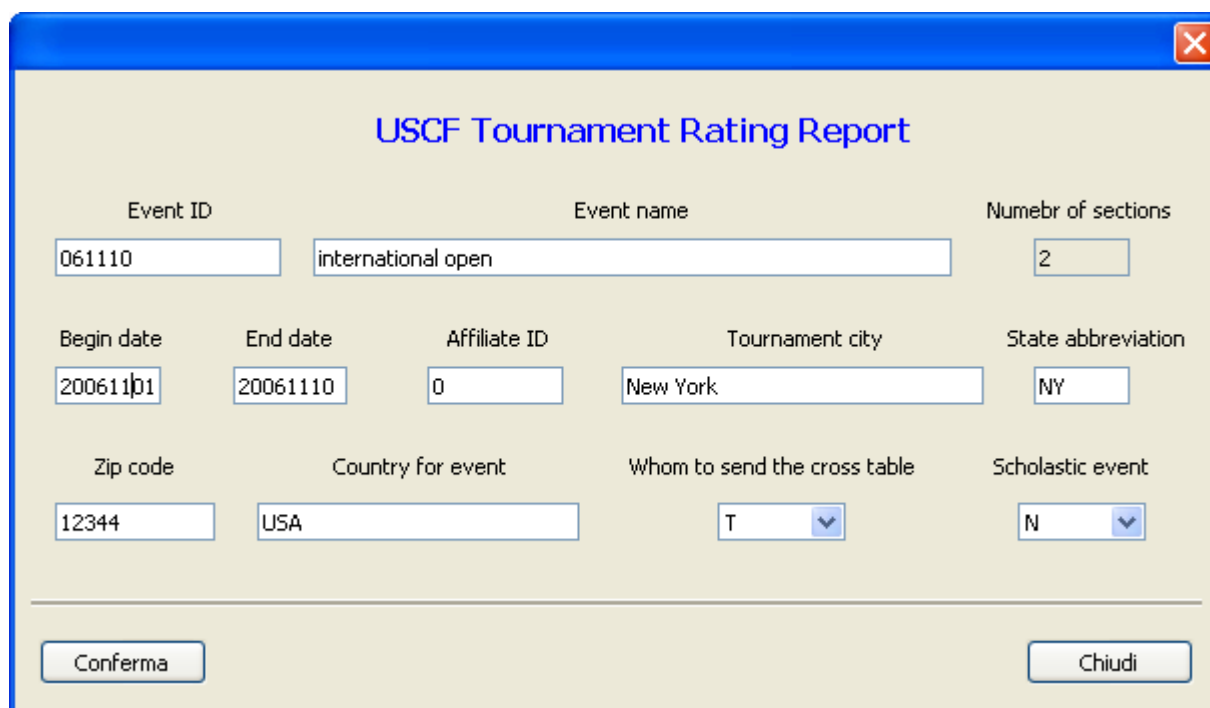 USCF Tournament Rating Report
Event ID Event name Numebr of sections
061110 international open 2
Begin date End date Affiliate ID Tournament city State abbreviation
20061101 20061110 0 New York NY
Zip code Country for event Whom to send the cross table Scholastic event
12344 USA T N
Conferma Chiudi